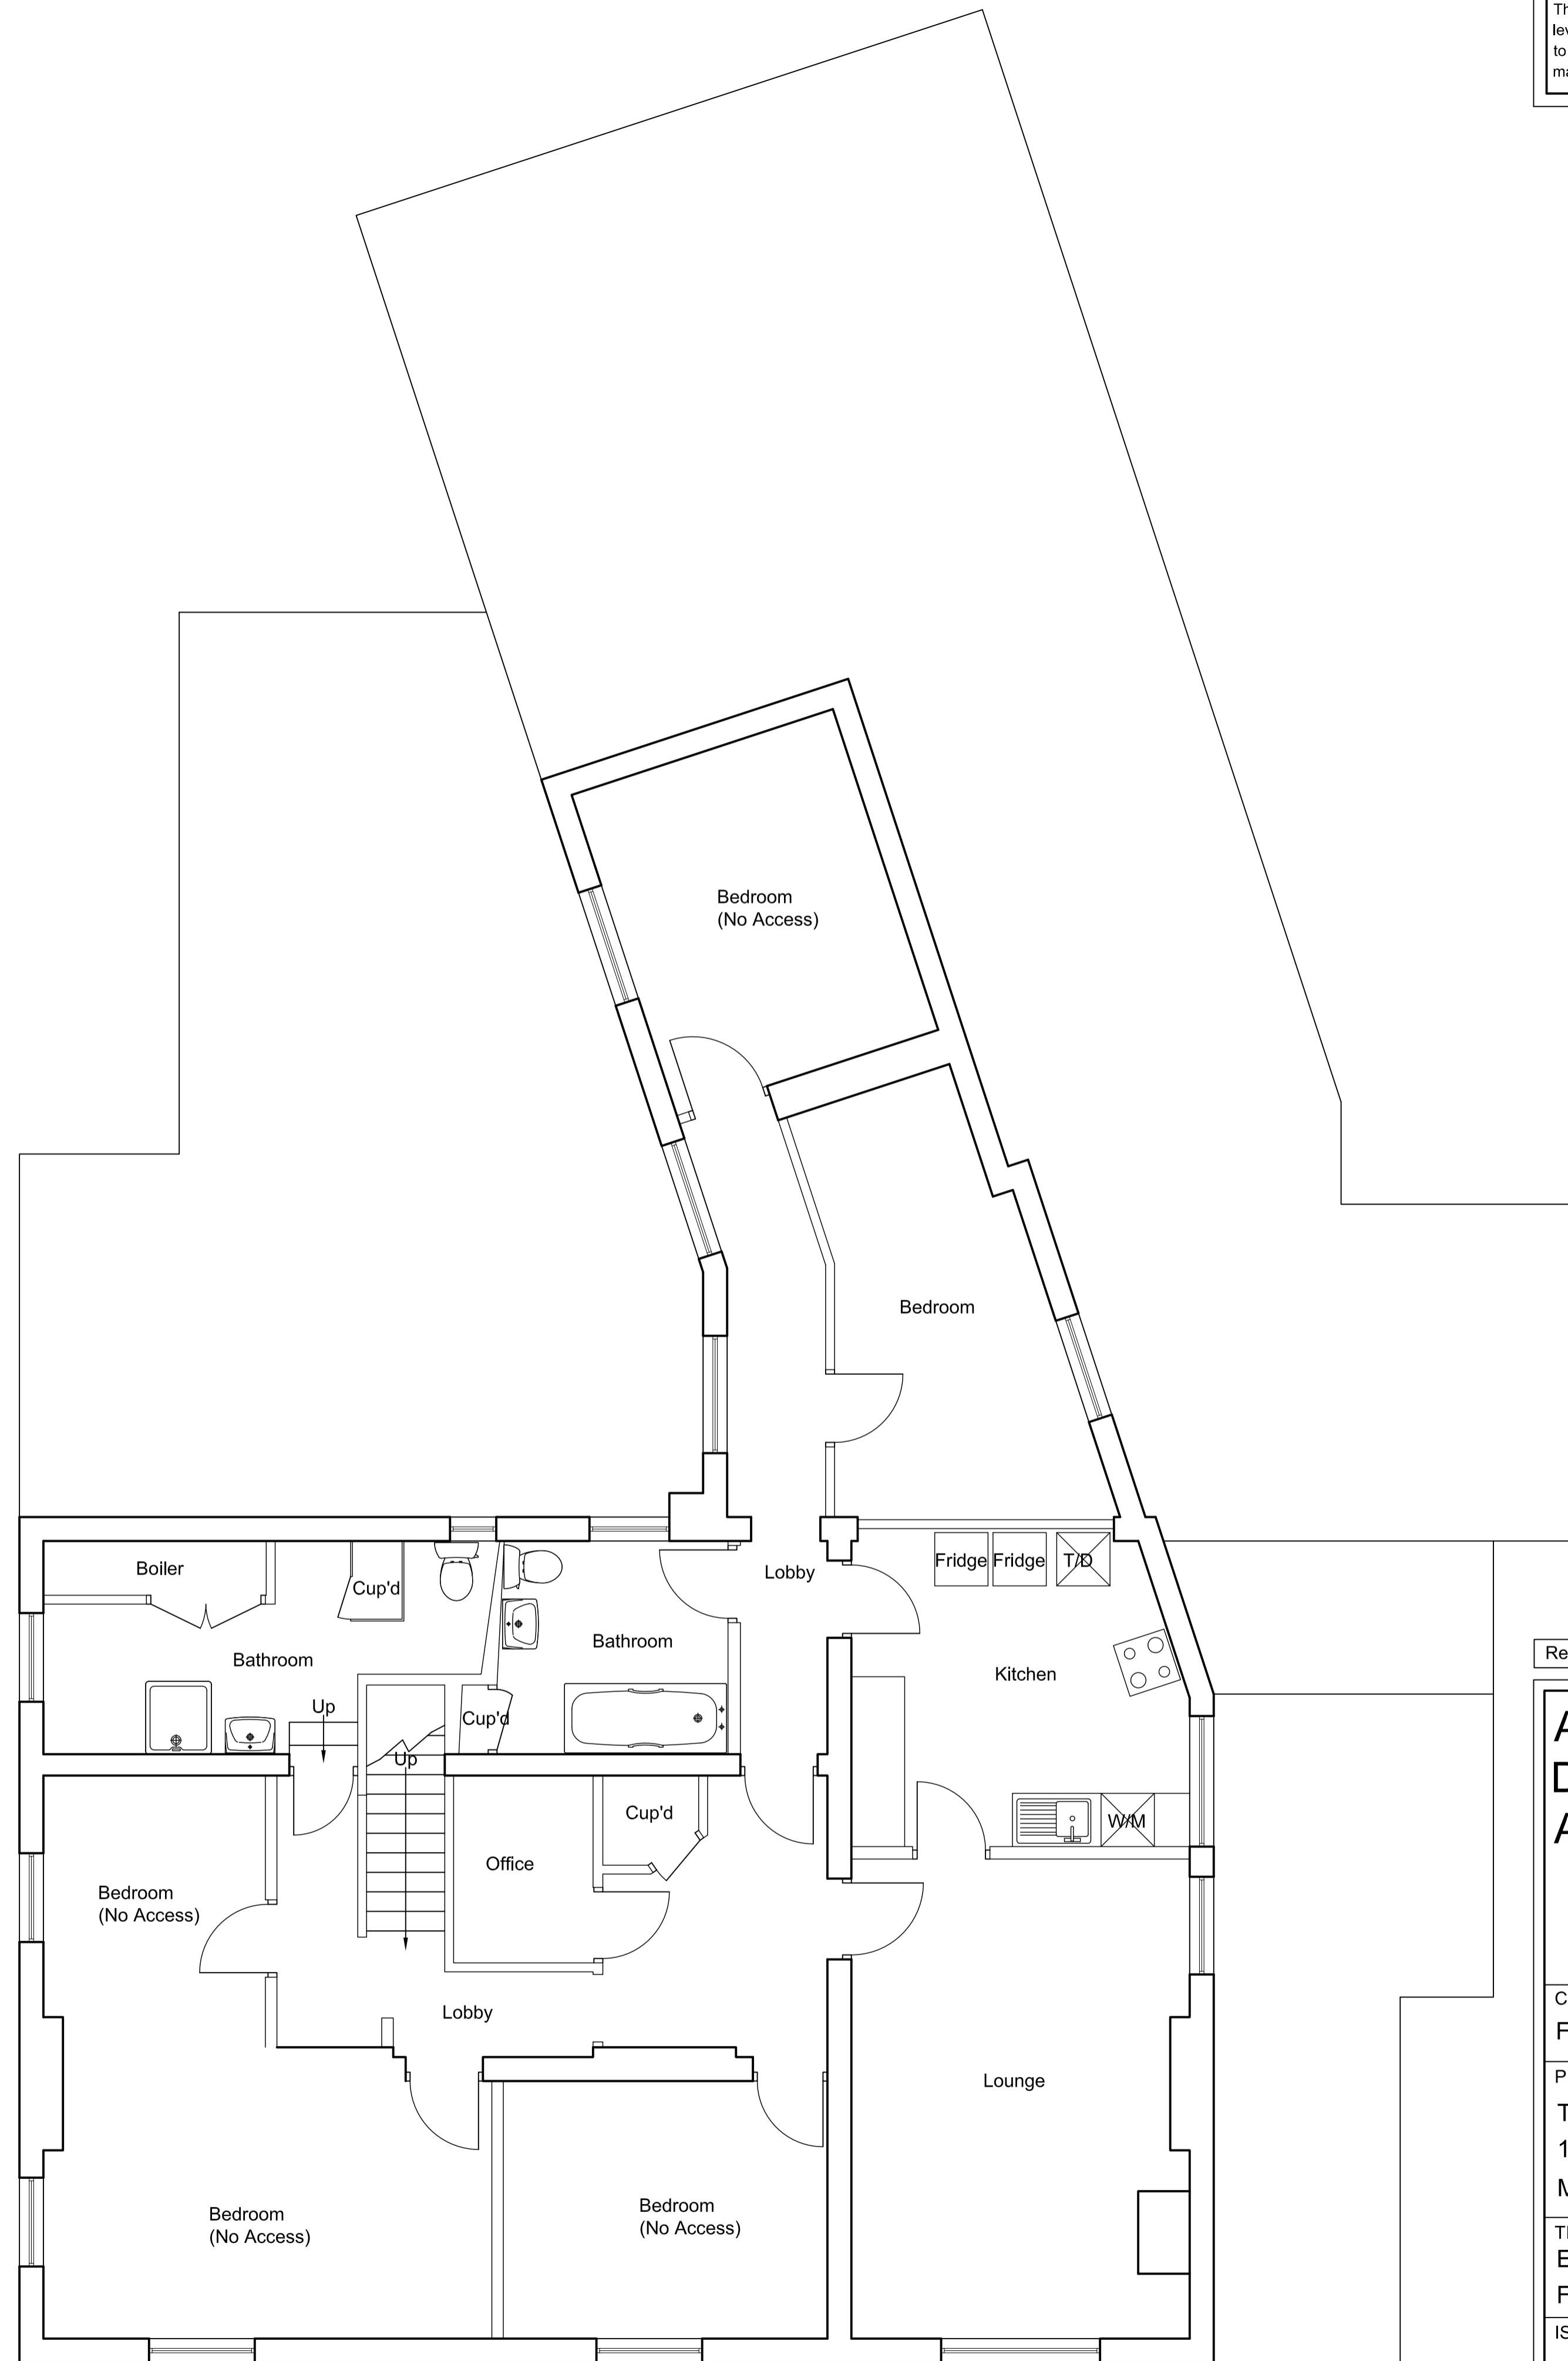 Bedroom
(No Access)
Bedroom
Boiler
Cup'd
Lobby
Fridge
Fridge
T/D
Bathroom
Bathroom
Kitchen
Up
Cup'd
Up
Cup'd
W/M
Office
Bedroom
(No Access)
Lobby
Lounge
Bedroom
(No Access)
Bedroom
(No Access)
to